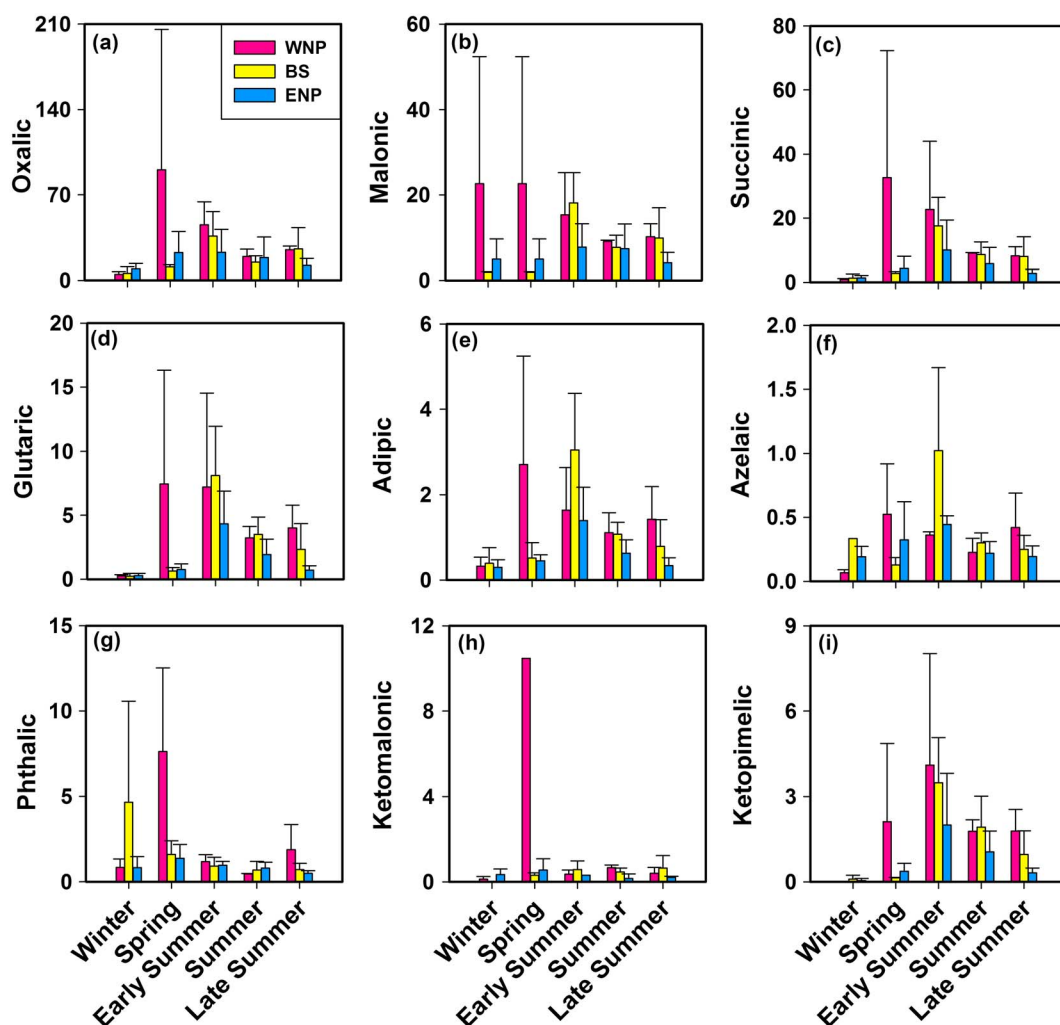 210
140
70
0
Oxalic
(a)
WNP
BS
ENP
60
40
20
0
Malonic
(b)
80
60
40
20
0
Succinic
(c)
20
15
10
5
0
Glutaric
(d)
6
4
2
0
Adipic
(e)
2.0
1.5
1.0
0.5
0.0
Azelaic
(f)
15
10
5
0
Phthalic
(g)
Winter
Spring
Early Summer
Summer
Late Summer
12
8
4
0
Ketomalonic
(h)
Winter
Spring
Early Summer
Summer
Late Summer
9
6
3
0
Ketopimelic
(i)
Winter
Spring
Early Summer
Summer
Late Summer